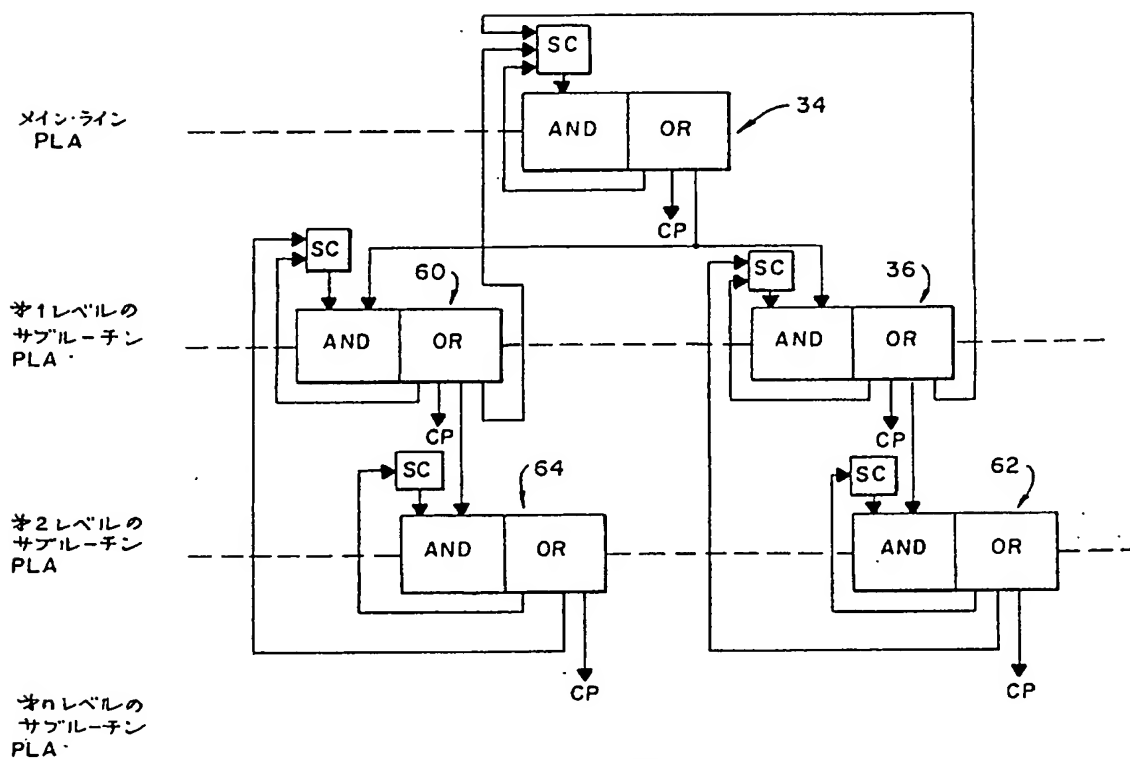 SC
メイン・ライン
PLA
AND OR
34
CP
SC
SC
60
36
才1レベルの
サブルーチン
PLA
AND OR
AND OR
CP
CP
SC
64
SC
62
才2レベルの
サブルーチン
PLA
AND OR
AND OR
CP
CP
才nレベルの
サブルーチン
PLA